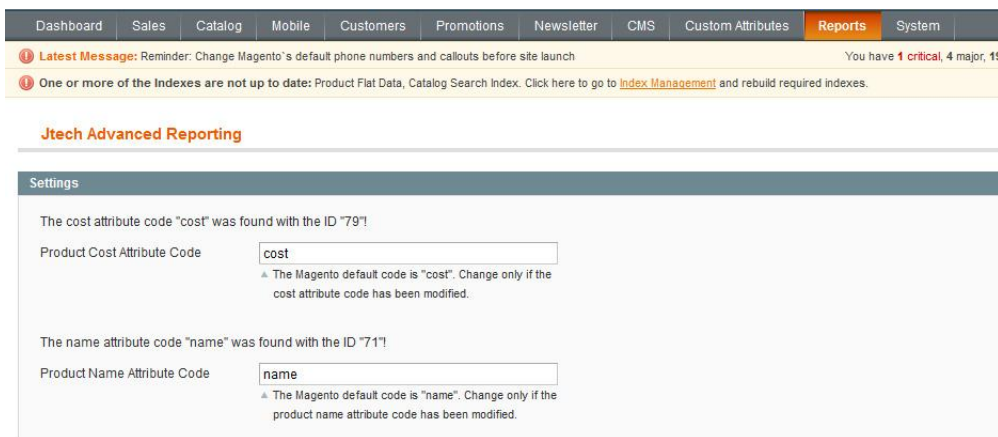 Dashboard Sales Catalog Mobile Customers Promotions Newsletter CMS Custom Attributes Reports System
Latest Message: Reminder: Change Magento`s default phone numbers and callouts before site launch You have 1 critical, 4 major, 19
One or more of the Indexes are not up to date: Product Flat Data, Catalog Search Index. Click here to go to Index Management and rebuild required indexes.
Jtech Advanced Reporting
Settings
The cost attribute code "cost" was found with the ID "79"!
Product Cost Attribute Code cost
The Magento default code is "cost". Change only if the
cost attribute code has been modified.
The name attribute code "name" was found with the ID "71"!
Product Name Attribute Code name
The Magento default code is "name". Change only if the
product name attribute code has been modified.